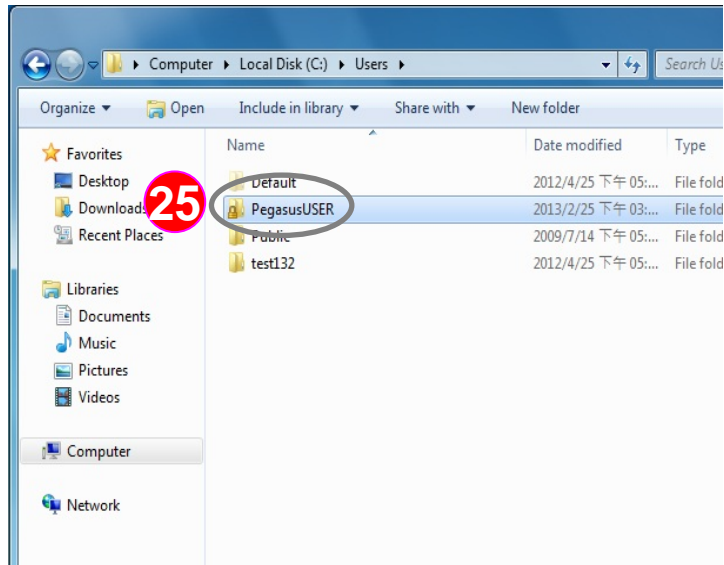 Computer Local Disk (C:) Users Search Us
Organize Open Include in library Share with New folder
Name Date modified Type
Favorites
Desktop
Downloads
Recent Places
Libraries
Documents
Music
Pictures
Videos
Computer
Network
25
Default 2012/4/25 下午 05:... File fold
PegasusUSER 2013/2/25 下午 03:... File fold
Public 2009/7/14 下午 05:... File fold
test132 2012/4/25 下午 05:... File fold